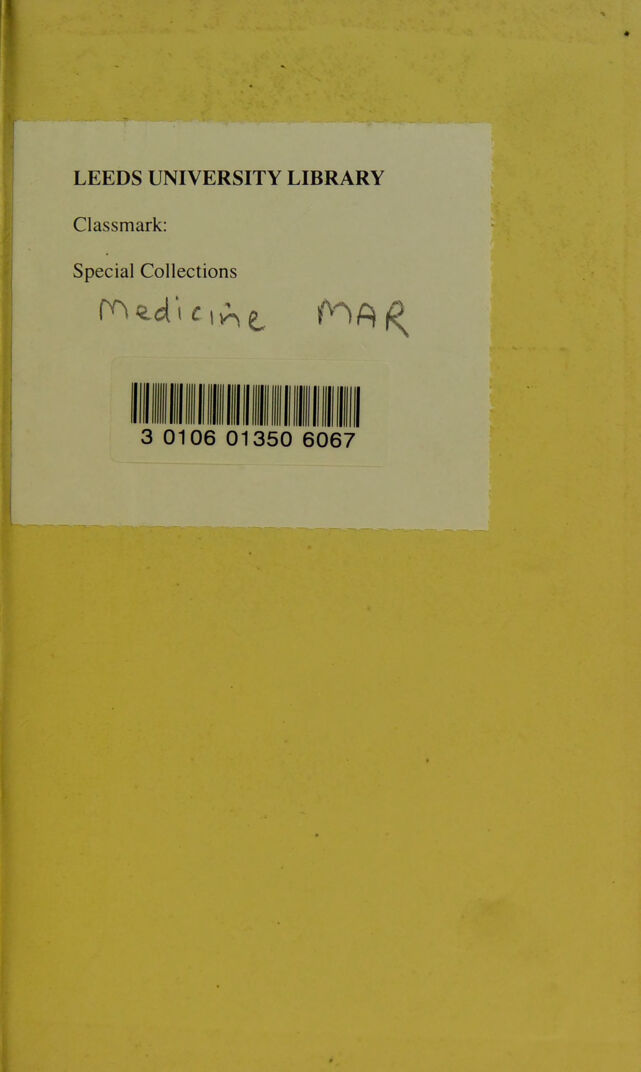 LEEDS UNIVERSITY LIBRARY
Classmark:
Special Collections
Medicine MAR
3 0106 01350 6067